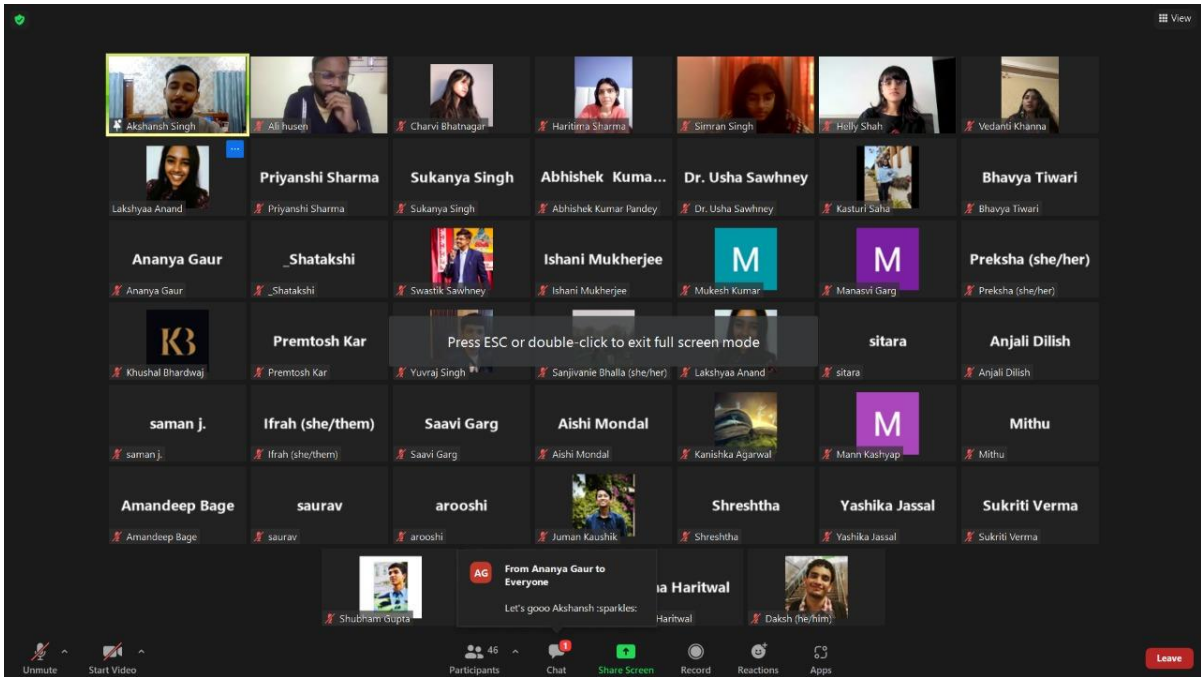 View
Akshansh Singh
Ali husen
Charvi Bhatnagar
Haritima Sharma
Simran Singh
Helly Shah
Vedanti Khanna
Lakshyaa Anand
Priyanshi Sharma
Priyanshi Sharma
Sukanya Singh
Sukanya Singh
Abhishek Kuma...
Abhishek Kumar Pandey
Dr. Usha Sawhney
Dr. Usha Sawhney
Kasturi Saha
Bhavya Tiwari
Bhavya Tiwari
Ananya Gaur
Ananya Gaur
_Shatakshi
_Shatakshi
Swastik Sawhney
Ishani Mukherjee
Ishani Mukherjee
M
Mukesh Kumar
M
Manasvi Garg
Preksha (she/her)
Preksha (she/her)
KB
Khushal Bhardwaj
Premtosh Kar
Premtosh Kar
Press ESC or double-click to exit full screen mode
Yuvraj Singh
Sanjivanie Bhalla (she/her)
Lakshyaa Anand
sitara
sitara
Anjali Dilish
Anjali Dilish
saman j.
saman j.
Ifrah (she/them)
Ifrah (she/them)
Saavi Garg
Saavi Garg
Aishi Mondal
Aishi Mondal
Kanishka Agarwal
M
Mann Kashyap
Mithu
Mithu
Amandeep Bage
Amandeep Bage
saurav
saurav
arooshi
arooshi
Juman Kaushik
Shreshtha
Shreshtha
Yashika Jassal
Yashika Jassal
Sukriti Verma
Sukriti Verma
Shubham Gupta
AG
From Ananya Gaur to
Everyone
Let's gooo Akshansh :sparkles:
Haritwal
Haritwal
Daksh (he/him)
Unmute
Start Video
46
Participants
1
Chat
Share Screen
Record
Reactions
Apps
Leave